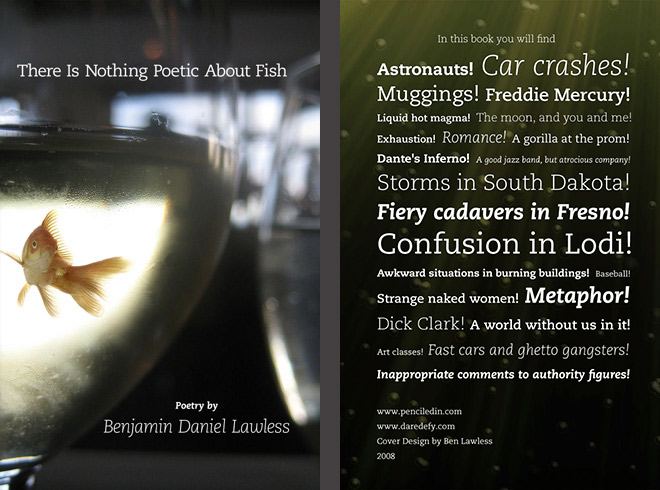 There Is Nothing Poetic About Fish
Poetry by
Benjamin Daniel Lawless
In this book you will find
Astronauts! Car crashes!
Muggings! Freddie Mercury!
Liquid hot magma! The moon, and you and me!
Exhaustion! Romance! A gorilla at the prom!
Dante's Inferno! A good jazz band, but atrocious company!
Storms in South Dakota!
Fiery cadavers in Fresno!
Confusion in Lodi!
Awkward situations in burning buildings! Baseball!
Strange naked women! Metaphor!
Dick Clark! A world without us in it!
Art classes! Fast cars and ghetto gangsters!
Inappropriate comments to authority figures!
www.penciledin.com
www.daredefy.com
Cover Design by Ben Lawless
2008